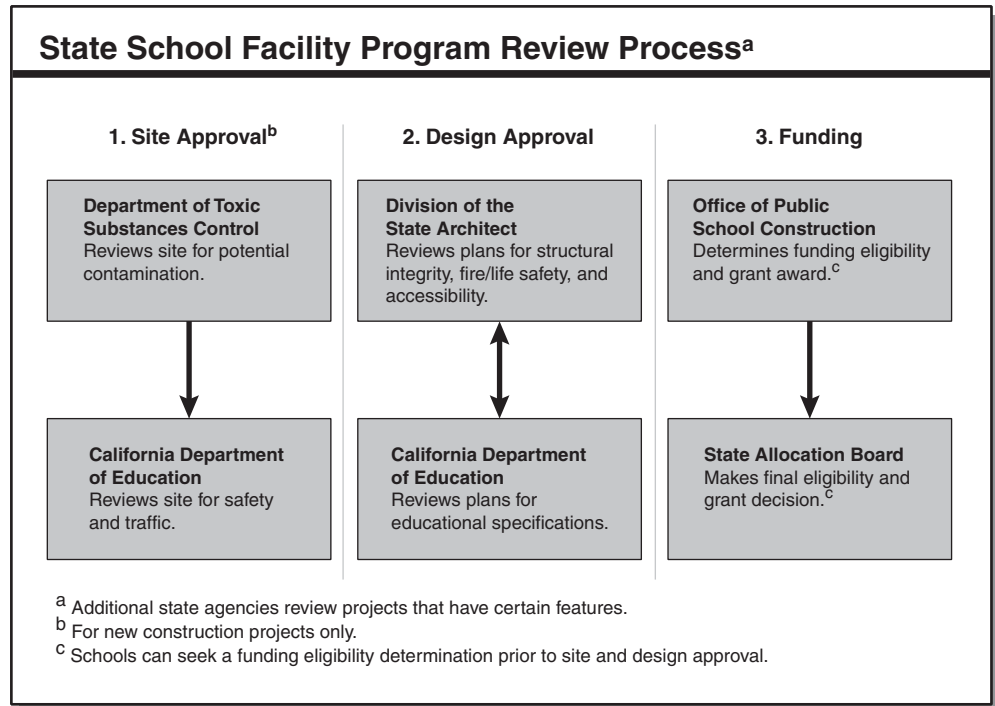 State School Facility Program Review Processa
1. Site Approvalb
Department of Toxic
Substances Control
Reviews site for potential
contamination.
California Department
of Education
Reviews site for safety
and traffic.
2. Design Approval
Division of the
State Architect
Reviews plans for structural
integrity, fire/life safety, and
accessibility.
California Department
of Education
Reviews plans for
educational specifications.
3. Funding
Office of Public
School Construction
Determines funding eligibility
and grant award.c
State Allocation Board
Makes final eligibility and
grant decision.c
a Additional state agencies review projects that have certain features.
b For new construction projects only.
c Schools can seek a funding eligibility determination prior to site and design approval.